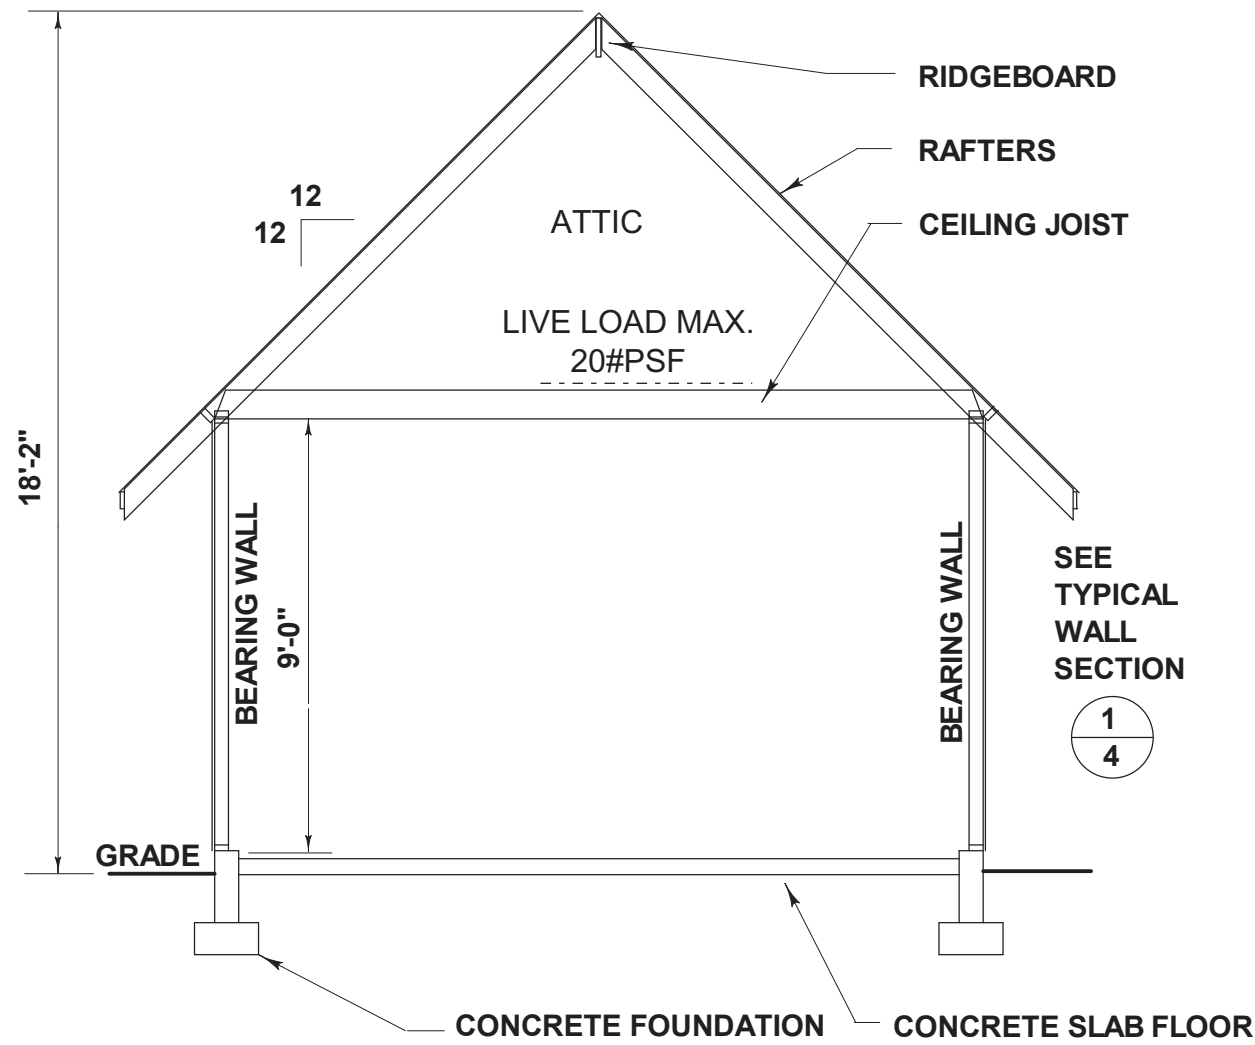 RIDGEBOARD
RAFTERS
12
12
ATTIC
CEILING JOIST
LIVE LOAD MAX.
20#PSF
18'-2"
BEARING WALL
9'-0"
BEARING WALL
SEE
TYPICAL
WALL
SECTION
1
4
GRADE
CONCRETE FOUNDATION
CONCRETE SLAB FLOOR